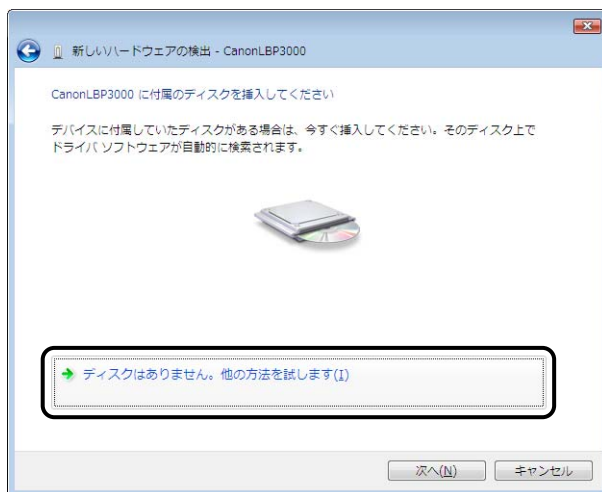 新しいハードウェアの検出 - CanonLBP3000
CanonLBP3000 に付属のディスクを挿入してください
デバイスに付属していたディスクがある場合は、今すぐ挿入してください。そのディスク上で
ドライバ ソフトウェアが自動的に検索されます。
ディスクはありません。他の方法を試します(I)
次へ(N) キャンセル